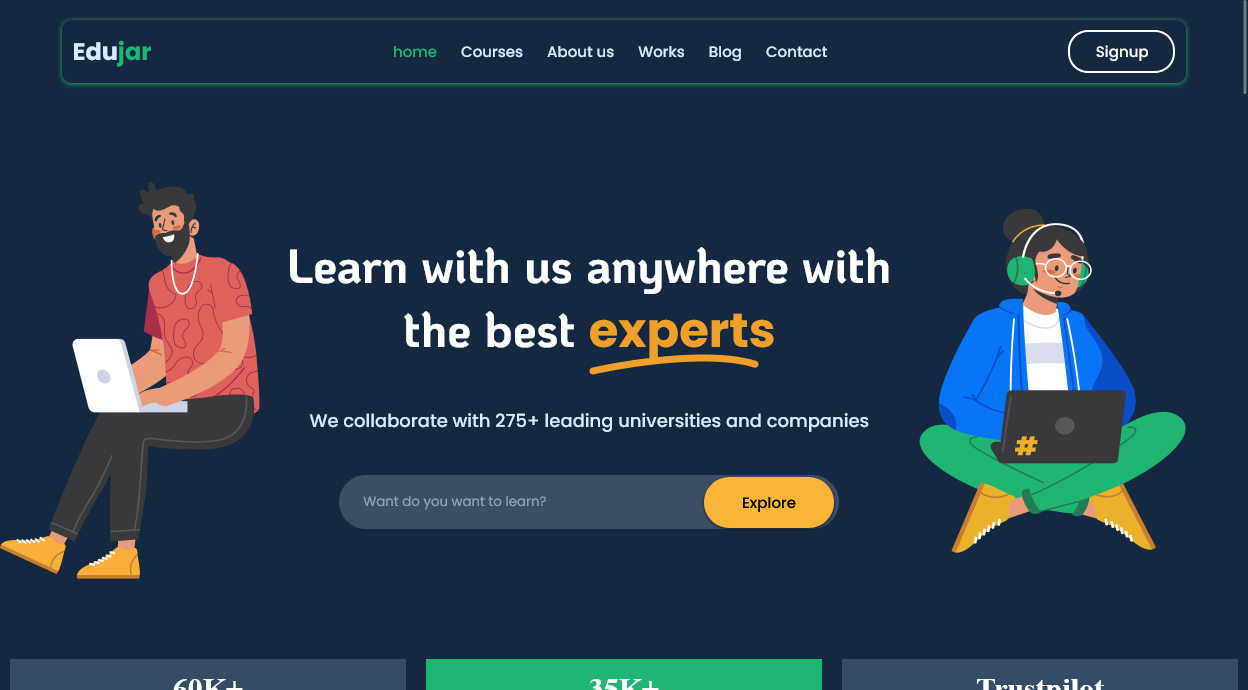 Edujar
home Courses About us Works Blog Contact
Signup
Learn with us anywhere with
the best experts
We collaborate with 275+ leading universities and companies
Want do you want to learn?
Explore
#
60K+ 35K+ Trustpilot